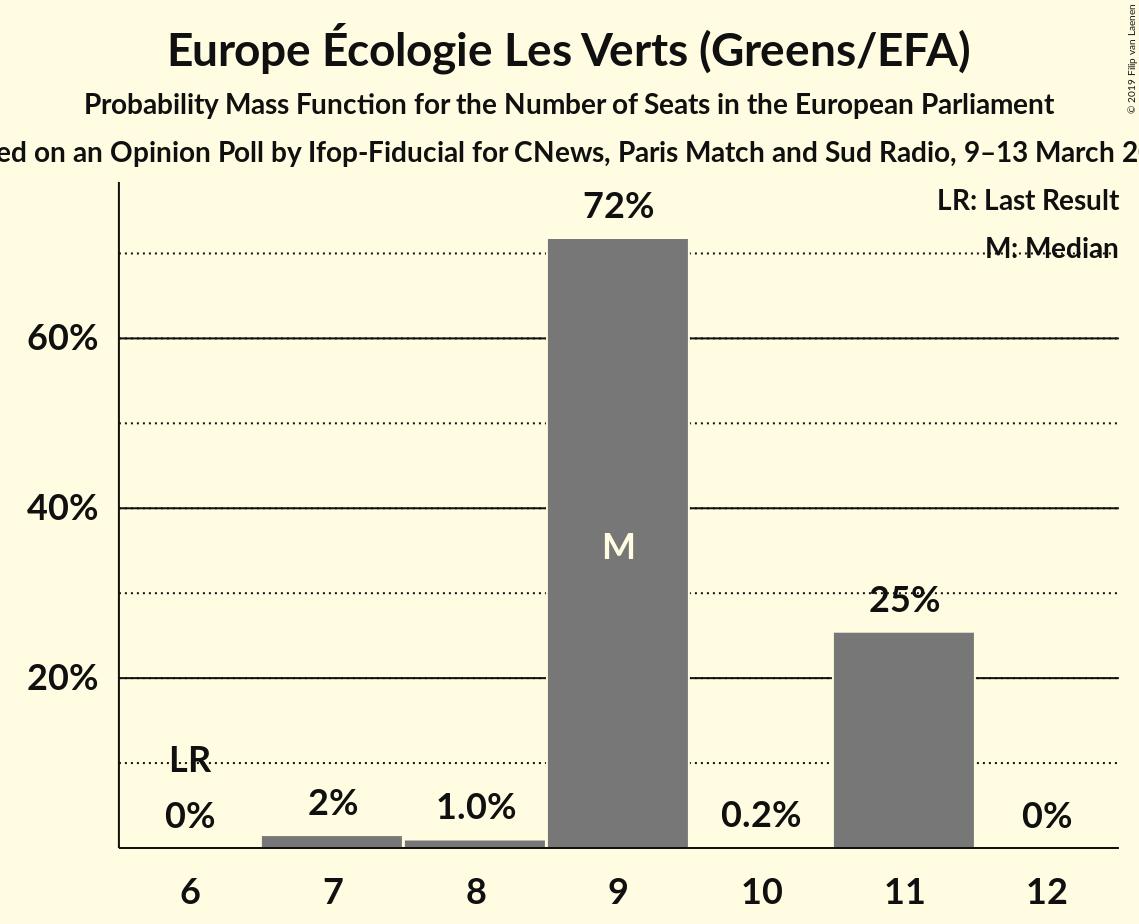 Europe Écologie Les Verts (Greens/EFA)
Probability Mass Function for the Number of Seats in the European Parliament
on an Opinion Poll by Ifop-Fiducial for CNews, Paris Match and Sud Radio, 9–13 March
© 2019 Filip van Laenen
LR: Last Result
M: Median
72%
60%
40%
M
25%
20%
LR
0%
2%
1.0%
0.2%
0%
6 7 8 9 10 11 12